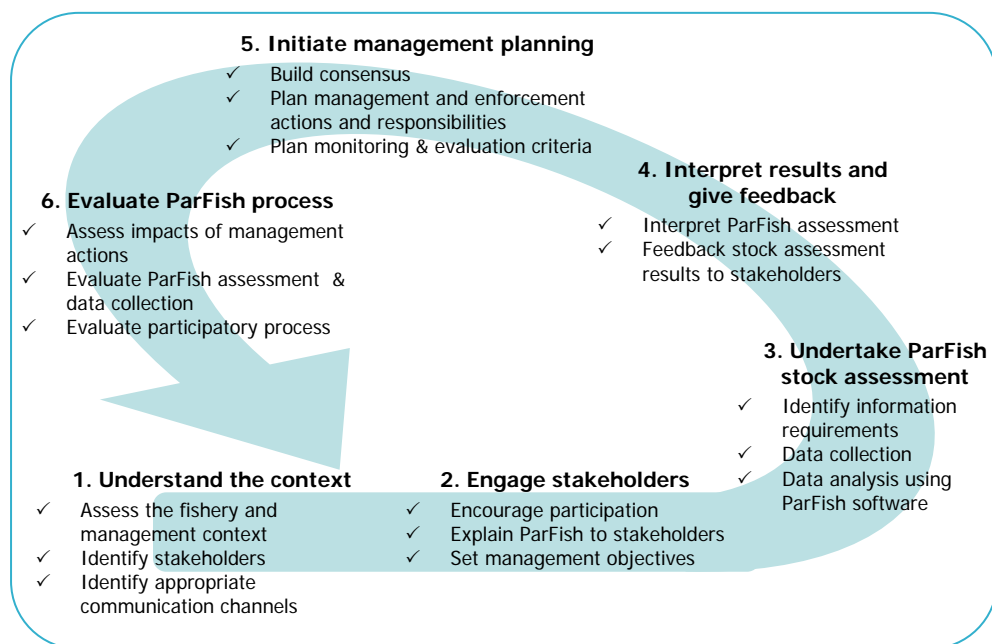 5. Initiate management planning
✓ Build consensus
✓ Plan management and enforcement
actions and responsibilities
✓ Plan monitoring & evaluation criteria
4. Interpret results and
give feedback
✓ Interpret ParFish assessment
✓ Feedback stock assessment
results to stakeholders
6. Evaluate ParFish process
✓ Assess impacts of management
actions
✓ Evaluate ParFish assessment &
data collection
✓ Evaluate participatory process
3. Undertake ParFish
stock assessment
✓ Identify information
requirements
✓ Data collection
✓ Data analysis using
ParFish software
1. Understand the context
✓ Assess the fishery and
management context
✓ Identify stakeholders
✓ Identify appropriate
communication channels
2. Engage stakeholders
✓ Encourage participation
✓ Explain ParFish to stakeholders
✓ Set management objectives